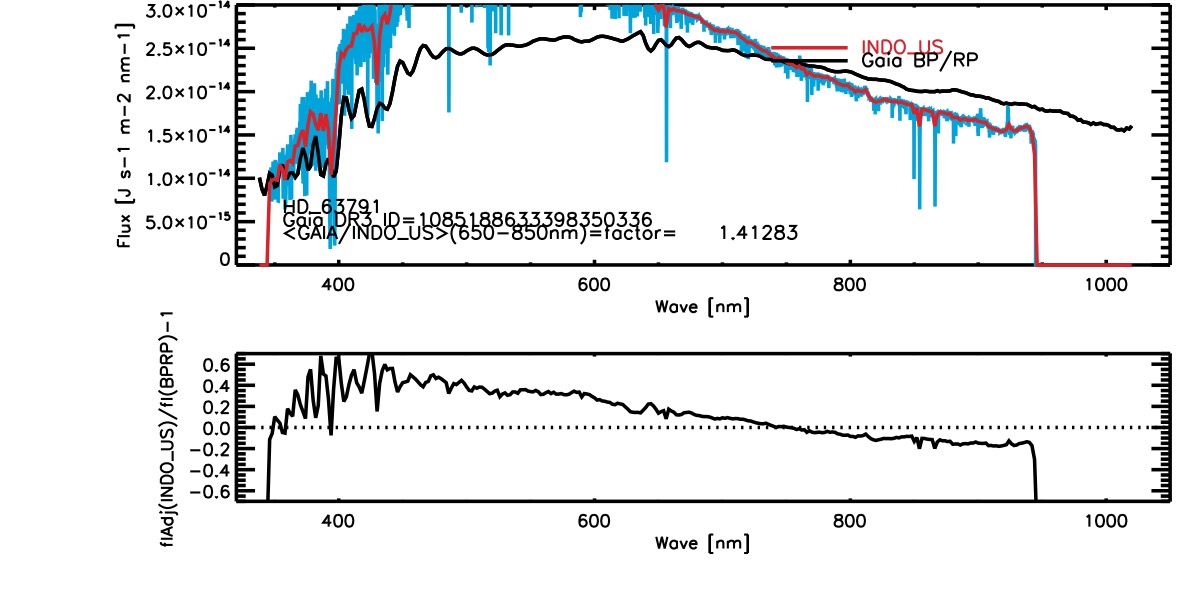 3.0×10⁻¹⁴
2.5×10⁻¹⁴
2.0×10⁻¹⁴
1.5×10⁻¹⁴
1.0×10⁻¹⁴
5.0×10⁻¹⁵
0
Flux [J s−1 m−2 nm−1]
INDO_US
Gaia BP/RP
HD_63791
Gaia DR3 ID=1085188633398350336
<GAIA/INDO_US>(650−850nm)=factor= 1.41283
400 600 800 1000
Wave [nm]
0.6
0.4
0.2
0.0
−0.2
−0.4
−0.6
flAdj(INDO_US)/fl(BPRP)−1
400 600 800 1000
Wave [nm]